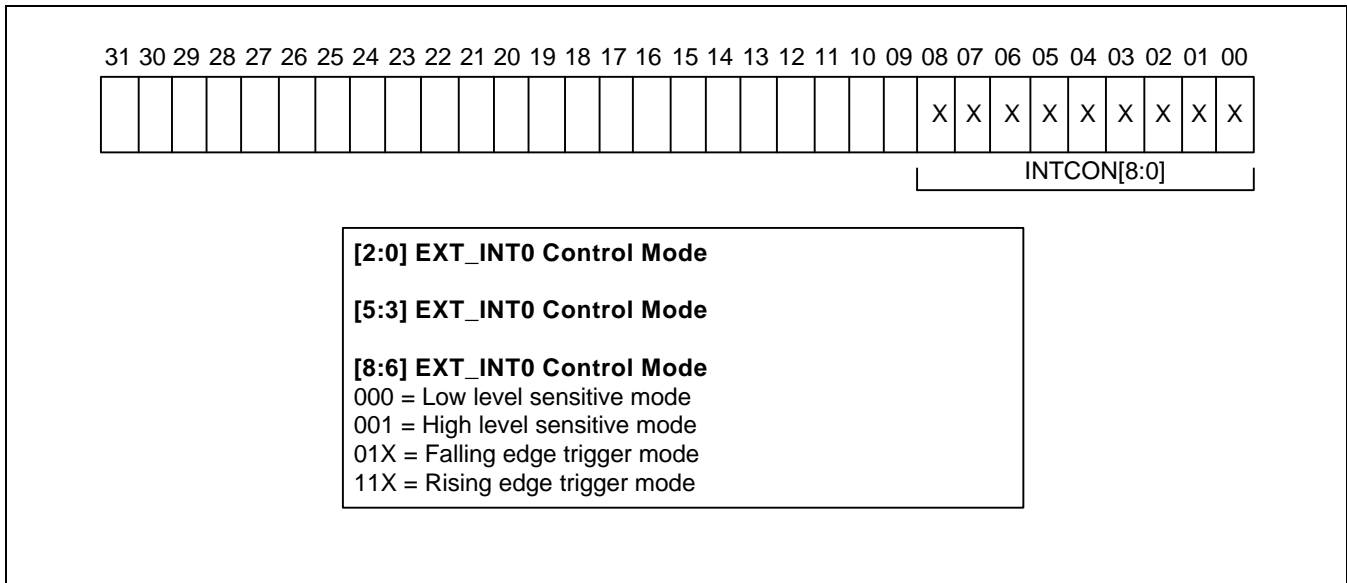 31 30 29 28 27 26 25 24 23 22 21 20 19 18 17 16 15 14 13 12 11 10 09 08 07 06 05 04 03 02 01 00
X X X X X X X X X
INTCON[8:0]
[2:0] EXT_INT0 Control Mode
[5:3] EXT_INT0 Control Mode
[8:6] EXT_INT0 Control Mode
000 = Low level sensitive mode
001 = High level sensitive mode
01X = Falling edge trigger mode
11X = Rising edge trigger mode